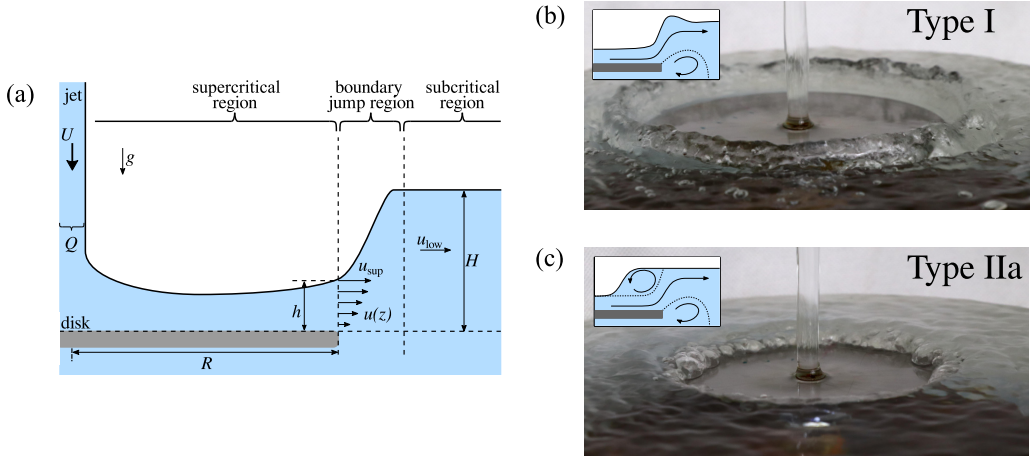 (a)
jet
U
g
Q
supercritical
region
boundary
jump region
subcritical
region
u_sup
u_low
H
h
u(z)
disk
R
(b)
Type I
(c)
Type IIa